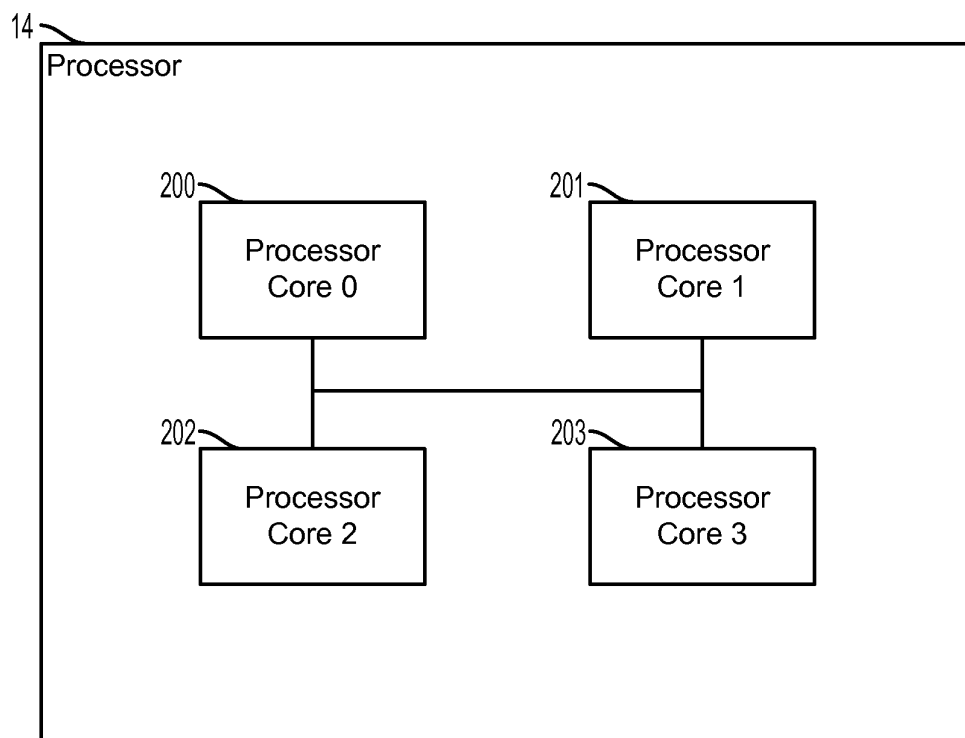 14
Processor
200
201
Processor
Core 0
Processor
Core 1
202
203
Processor
Core 2
Processor
Core 3